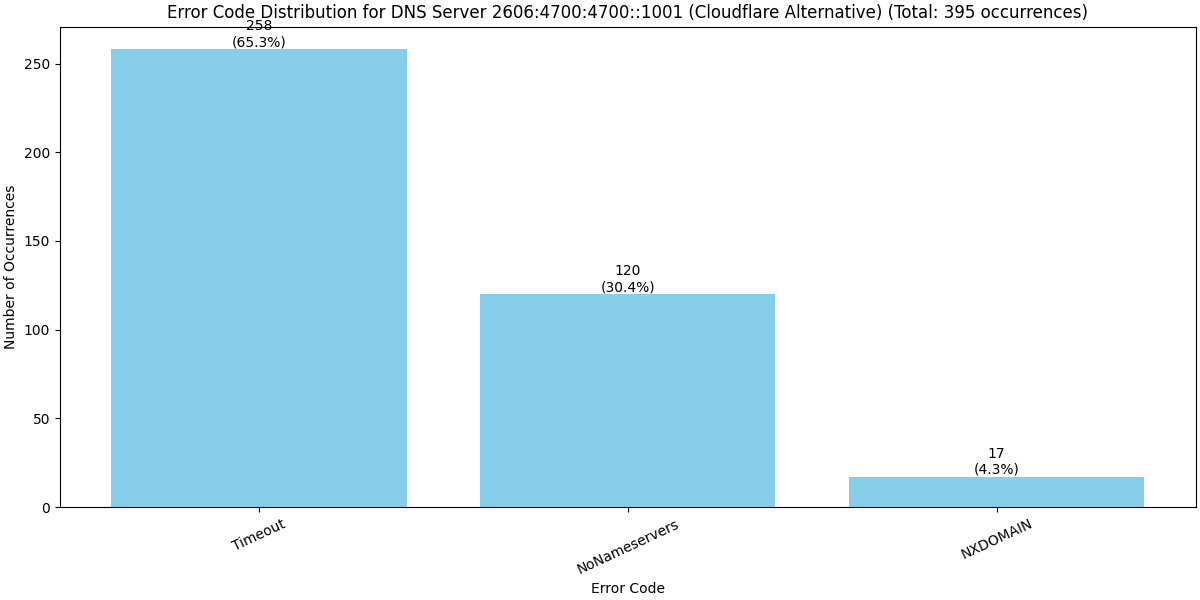 Error Code Distribution for DNS Server 2606:4700:4700::1001 (Cloudflare Alternative) (Total: 395 occurrences)
258
(65.3%)
120
(30.4%)
17
(4.3%)
250
200
150
100
50
0
Number of Occurrences
Timeout
NoNameservers
NXDOMAIN
Error Code